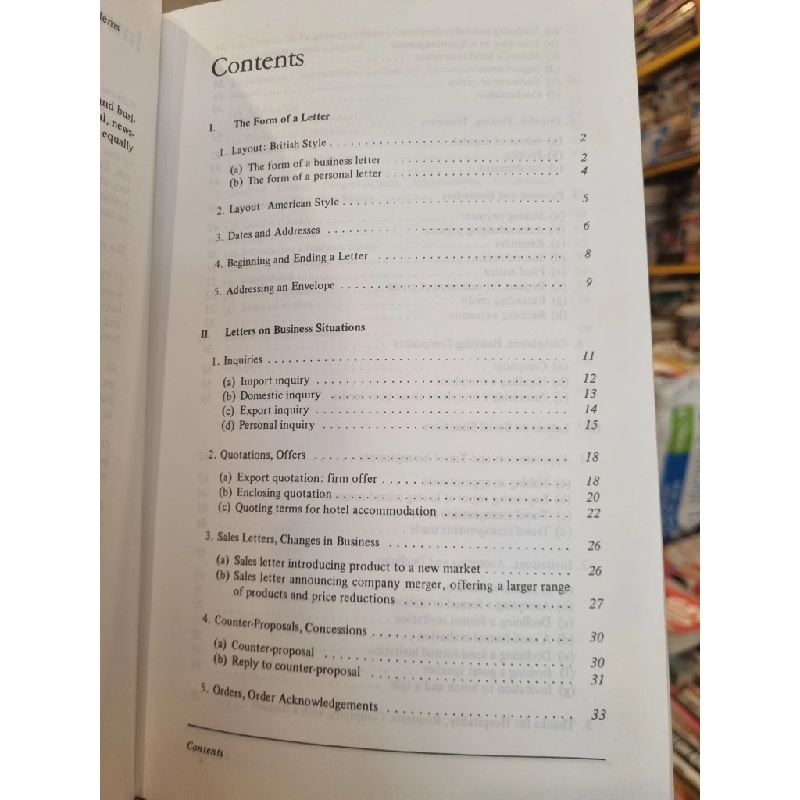 dents
and busi-
al, news-
equally
Contents
I. The Form of a Letter
1. Layout: British Style 2
(a) The form of a business letter 2
(b) The form of a personal letter 4
2. Layout American Style 5
3. Dates and Addresses 6
4. Beginning and Ending a Letter 8
5. Addressing an Envelope 9
II Letters on Business Situations
1. Inquiries 11
(a) Import inquiry 12
(b) Domestic inquiry 13
(c) Export inquiry 14
(d) Personal inquiry 15
2. Quotations, Offers 18
(a) Export quotation: firm offer 18
(b) Enclosing quotation 20
(c) Quoting terms for hotel accommodation 22
3. Sales Letters, Changes in Business 26
(a) Sales letter introducing product to a new market 26
(b) Sales letter announcing company merger, offering a larger range
of products and price reductions 27
4. Counter-Proposals, Concessions 30
(a) Counter-proposal 30
(b) Reply to counter-proposal 31
5. Orders, Order Acknowledgements 33
Contents